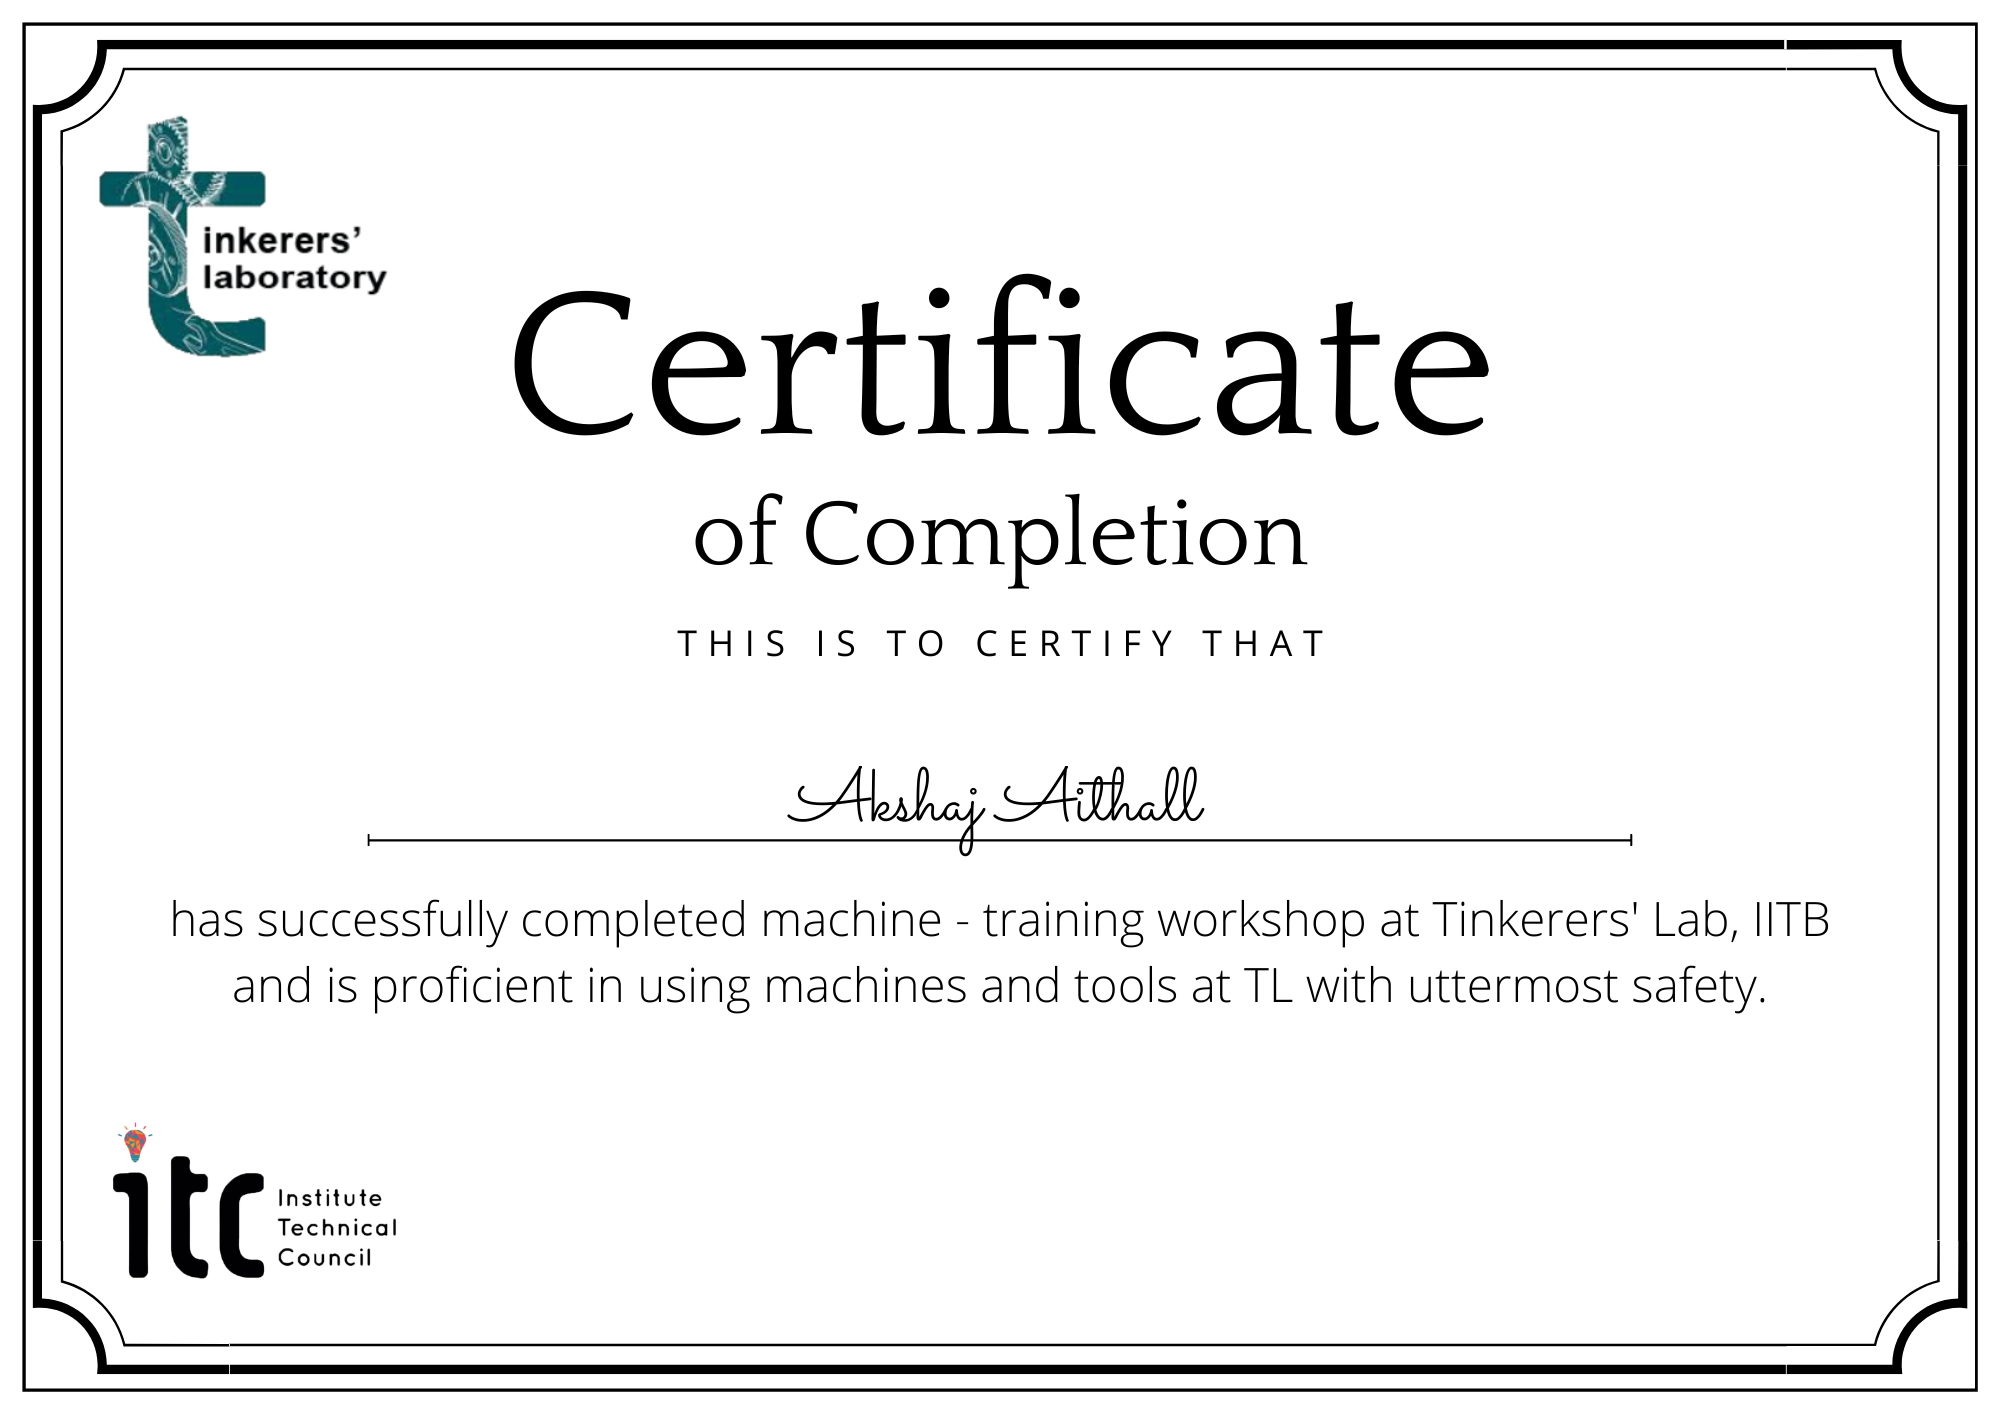 tinkerers’
laboratory
Certificate
of Completion
THIS IS TO CERTIFY THAT
Akshaj Aithall
has successfully completed machine - training workshop at Tinkerers' Lab, IITB
and is proficient in using machines and tools at TL with uttermost safety.
itc
Institute
Technical
Council